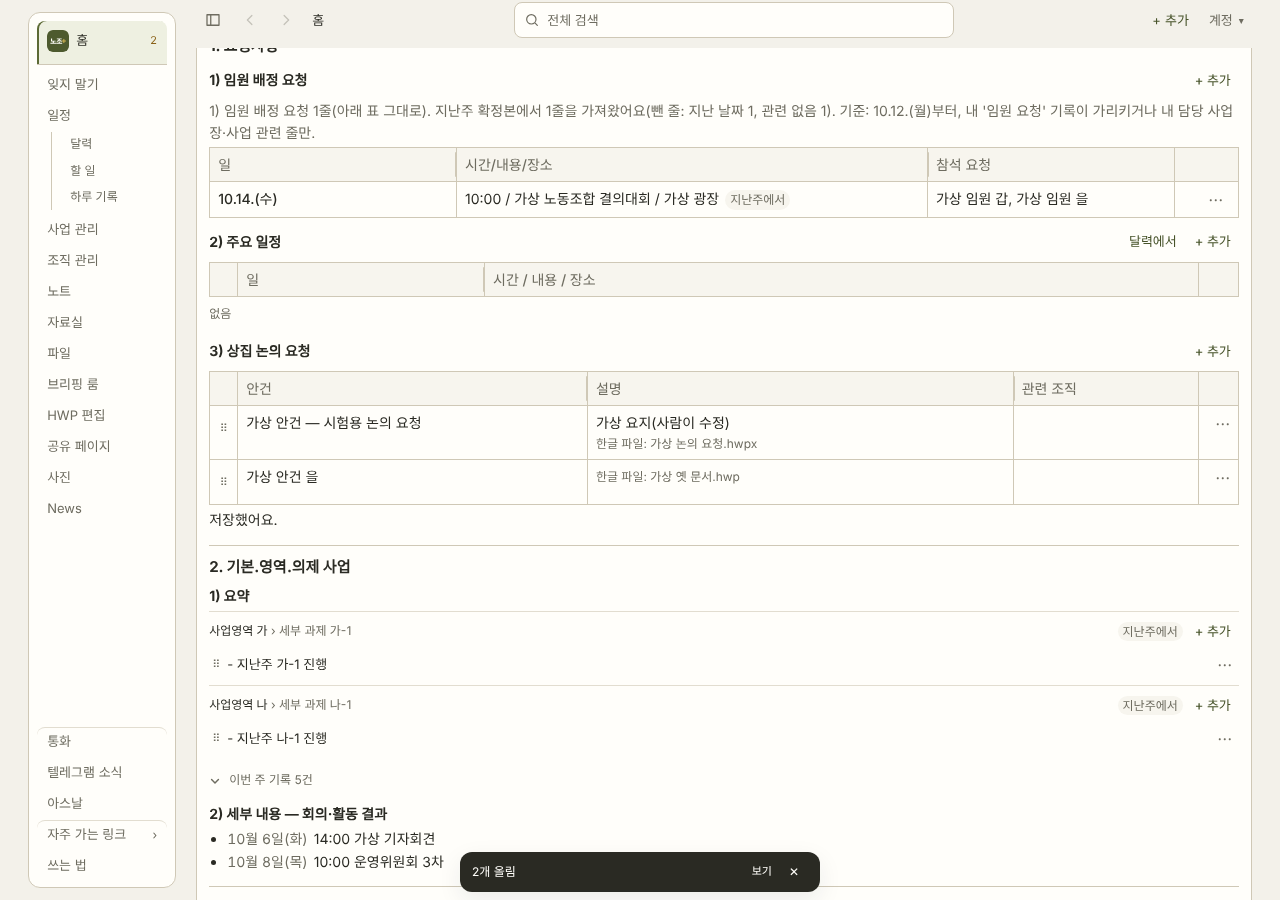 노조+ 홈 2
잊지 말기
일정
달력
할 일
하루 기록
사업 관리
조직 관리
노트
자료실
파일
브리핑 룸
HWP 편집
공유 페이지
사진
News
통화
텔레그램 소식
아스날
자주 가는 링크 ›
쓰는 법
홈
전체 검색
+ 추가 계정 ▾
1. 요청사항
1) 임원 배정 요청 + 추가
1) 임원 배정 요청 1줄(아래 표 그대로). 지난주 확정본에서 1줄을 가져왔어요(뺀 줄: 지난 날짜 1, 관련 없음 1). 기준: 10.12.(월)부터, 내 '임원 요청' 기록이 가리키거나 내 담당 사업
장·사업 관련 줄만.
일 시간/내용/장소 참석 요청
10.14.(수) 10:00 / 가상 노동조합 결의대회 / 가상 광장 지난주에서 가상 임원 갑, 가상 임원 을 ···
2) 주요 일정 달력에서 + 추가
일 시간 / 내용 / 장소
없음
3) 상집 논의 요청 + 추가
안건 설명 관련 조직
가상 안건 — 시험용 논의 요청 가상 요지(사람이 수정) ···
한글 파일: 가상 논의 요청.hwpx
가상 안건 을 한글 파일: 가상 옛 문서.hwp ···
저장했어요.
2. 기본.영역.의제 사업
1) 요약
사업영역 가 › 세부 과제 가-1 지난주에서 + 추가
- 지난주 가-1 진행 ···
사업영역 나 › 세부 과제 나-1 지난주에서 + 추가
- 지난주 나-1 진행 ···
이번 주 기록 5건
2) 세부 내용 — 회의·활동 결과
• 10월 6일(화) 14:00 가상 기자회견
• 10월 8일(목) 10:00 운영위원회 3차
2개 올림 보기 ✕